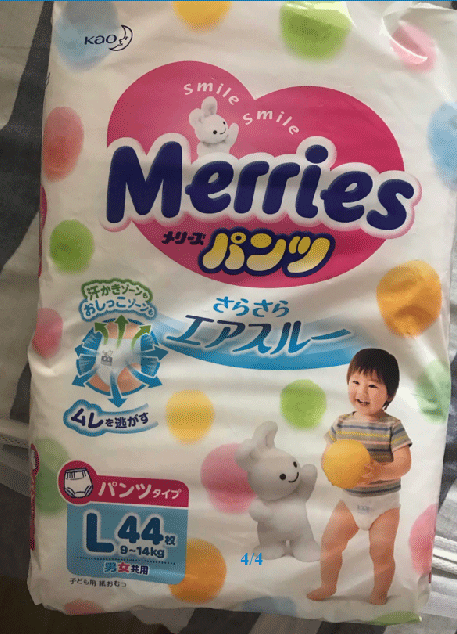 Kao
smile smile
Merries
メリーズ パンツ
さらさら
エアスルー
汗かきゾーンも
おしっこゾーンも
ムレを逃がす
パンツタイプ
L 44枚
9~14kg
男女共用
子ども用 紙おむつ
4/4